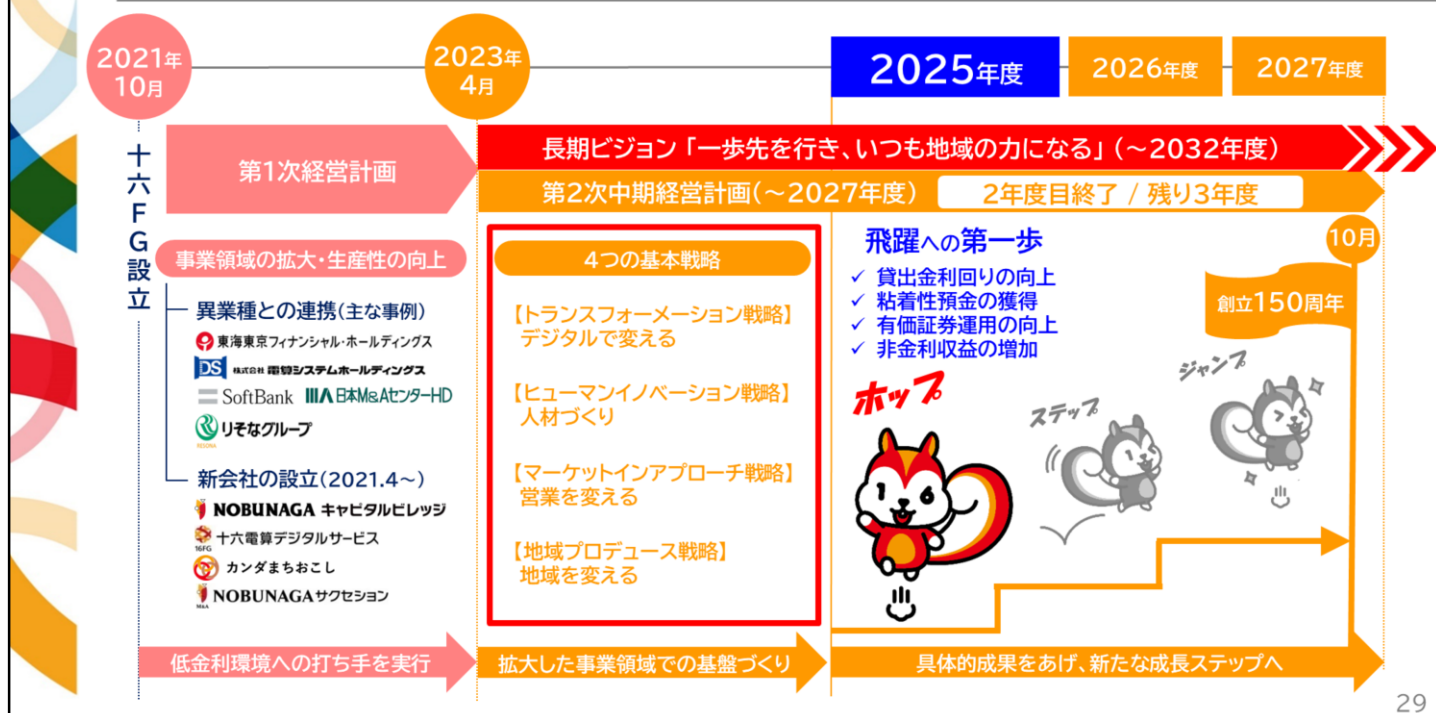 2021年
10月
2023年
4月
2025年度
2026年度
2027年度
十六FG設立
第1次経営計画
長期ビジョン「一歩先を行き、いつも地域の力になる」(~2032年度)
第2次中期経営計画(~2027年度)
2年度目終了 / 残り3年度
事業領域の拡大・生産性の向上
異業種との連携(主な事例)
東海東京フィナンシャル・ホールディングス
DS 株式会社 電算システムホールディングス
SoftBank 日本M&AセンターHD
RESONA りそなグループ
新会社の設立(2021.4~)
NOBUNAGA キャピタルビレッジ
16FG 十六電算デジタルサービス
カンダまちおこし
M&A NOBUNAGAサクセション
4つの基本戦略
【トランスフォーメーション戦略】
デジタルで変える
【ヒューマンイノベーション戦略】
人材づくり
【マーケットインアプローチ戦略】
営業を変える
【地域プロデュース戦略】
地域を変える
飛躍への第一歩
✓ 貸出金利回りの向上
✓ 粘着性預金の獲得
✓ 有価証券運用の向上
✓ 非金利収益の増加
10月
創立150周年
ホップ
ステップ
ジャンプ
16
16
低金利環境への打ち手を実行
拡大した事業領域での基盤づくり
具体的成果をあげ、新たな成長ステップへ
29